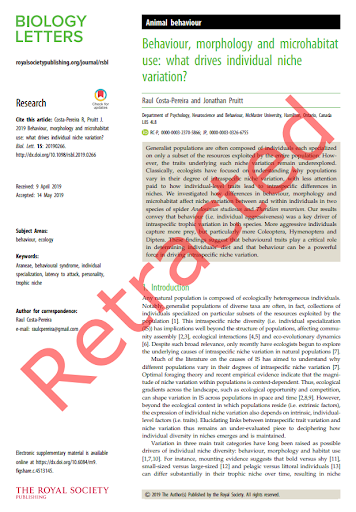 BIOLOGY
LETTERS
royalsocietypublishing.org/journal/rsbl
Research
Check for
updates
Cite this article: Costa-Pereira R, Pruitt J.
2019 Behaviour, morphology and microhabitat
use: what drives individual niche variation?
Biol. Lett. 15: 20190266.
http://dx.doi.org/10.1098/rsbl.2019.0266
Received: 9 April 2019
Accepted: 14 May 2019
Subject Areas:
behaviour, ecology
Keywords:
Araneae, behavioural syndrome, individual
specialization, latency to attack, personality,
trophic niche
Author for correspondence:
Raul Costa-Pereira
e-mail: raulcpereira@gmail.com
Electronic supplementary material is available
online at https://dx.doi.org/10.6084/m9.
figshare.c.4513145.
THE ROYAL SOCIETY
PUBLISHING
Animal behaviour
Behaviour, morphology and microhabitat
use: what drives individual niche
variation?
Raul Costa-Pereira and Jonathan Pruitt
Department of Psychology, Neuroscience and Behaviour, McMaster University, Hamilton, Ontario, Canada
L8S 4L8
Generalist populations are often composed of individuals each specialized
on only a subset of the resources exploited by the entire population. How-
ever, the traits underlying such niche variation remain underexplored.
Classically, ecologists have focused on understanding why populations
vary in their degree of intraspecific niche variation, with less attention
paid to how individual-level traits lead to intraspecific differences in
niches. We investigated how differences in behaviour, morphology and
microhabitat affect niche variation between and within individuals in two
species of spider Anelosimus studiosus and Theridion murarium. Our results
convey that behaviour (i.e. individual aggressiveness) was a key driver of
intraspecific trophic variation in both species. More aggressive individuals
capture more prey, but particularly more Coleoptera, Hymenoptera and
Diptera. These findings suggest that behavioural traits play a critical role
in determining individuals' diet and that behaviour can be a powerful
force in driving intraspecific niche variation.
1. Introduction
Any natural population is composed of ecologically heterogeneous individuals.
Notably, generalist populations of diverse taxa are often, in fact, collections of
individuals specialized on particular subsets of the resources exploited by the
population [1]. This intraspecific niche diversity (i.e. individual specialization
(IS)) has implications well beyond the structure of populations, affecting commu-
nity assembly [2,3], ecological interactions [4,5] and eco-evolutionary dynamics
[6]. Despite such broad relevance, only recently have ecologists begun to explore
the underlying causes of intraspecific niche variation in natural populations [7].
Much of the literature on the causes of IS has aimed to understand why
different populations vary in their degrees of intraspecific niche variation [7].
Optimal foraging theory and recent empirical evidence indicate that the magni-
tude of niche variation within populations is context-dependent. Thus, ecological
gradients across the landscape, such as ecological opportunity and competition,
can shape variation in IS across populations in space and time [2,8,9]. However,
beyond the ecological context in which populations reside (i.e. extrinsic factors),
the expression of individual niche variation also depends on intrinsic, individual-
level factors (i.e. traits). Elucidating links between intraspecific trait variation and
niche variation thus remains an under-evaluated piece to deciphering how
individual diversity in niches emerges and is maintained.
Variation in three main trait categories have long been raised as possible
drivers of individual niche diversity: behaviour, morphology and habitat use
[1,7,10]. For instance, mounting evidence suggests that bold versus shy [11],
small-sized versus large-sized [12] and pelagic versus littoral individuals [13]
can differ substantially in their trophic niche over time, resulting in niche
© 2019 The Author(s) Published by the Royal Society. All rights reserved.
Retracted